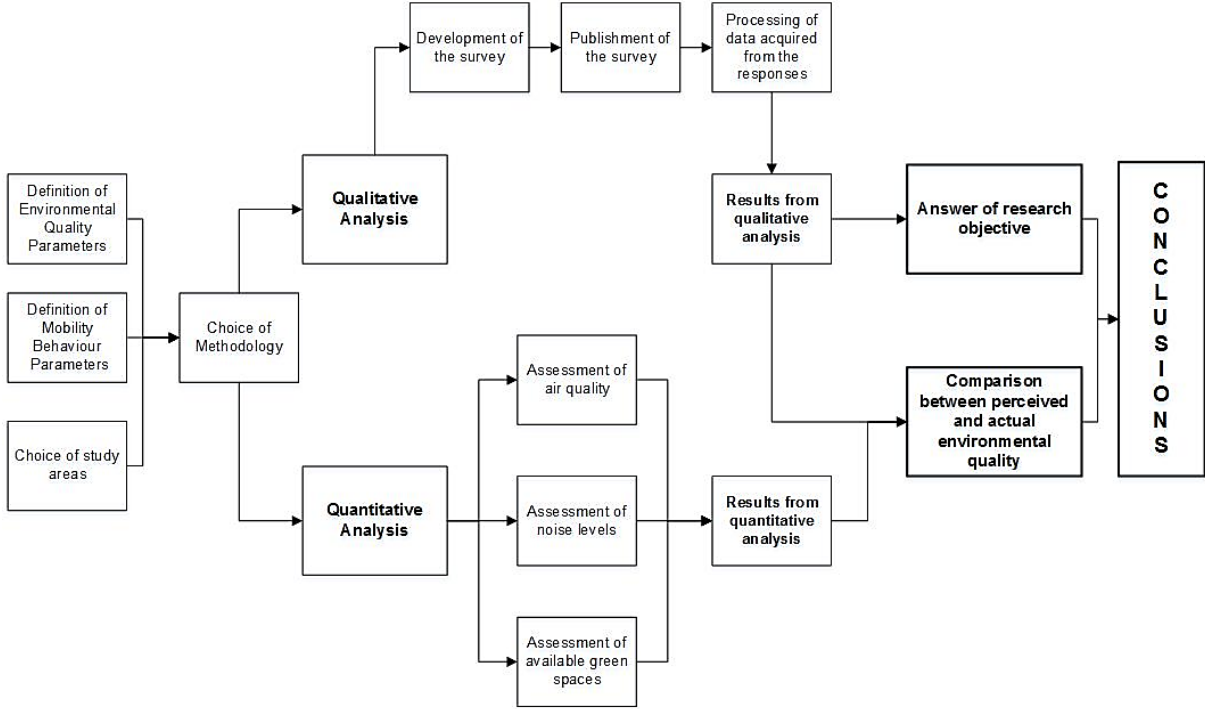 Definition of
Environmental
Quality
Parameters
Definition of
Mobility
Behaviour
Parameters
Choice of study
areas
Choice of
Methodology
Qualitative
Analysis
Development of
the survey
Publishment of
the survey
Processing of
data acquired
from the
responses
Results from
qualitative
analysis
Quantitative
Analysis
Assessment of
air quality
Assessment of
noise levels
Assessment of
available green
spaces
Results from
quantitative
analysis
Answer of research
objective
Comparison
between perceived
and actual
environmental
quality
C
O
N
C
L
U
S
I
O
N
S